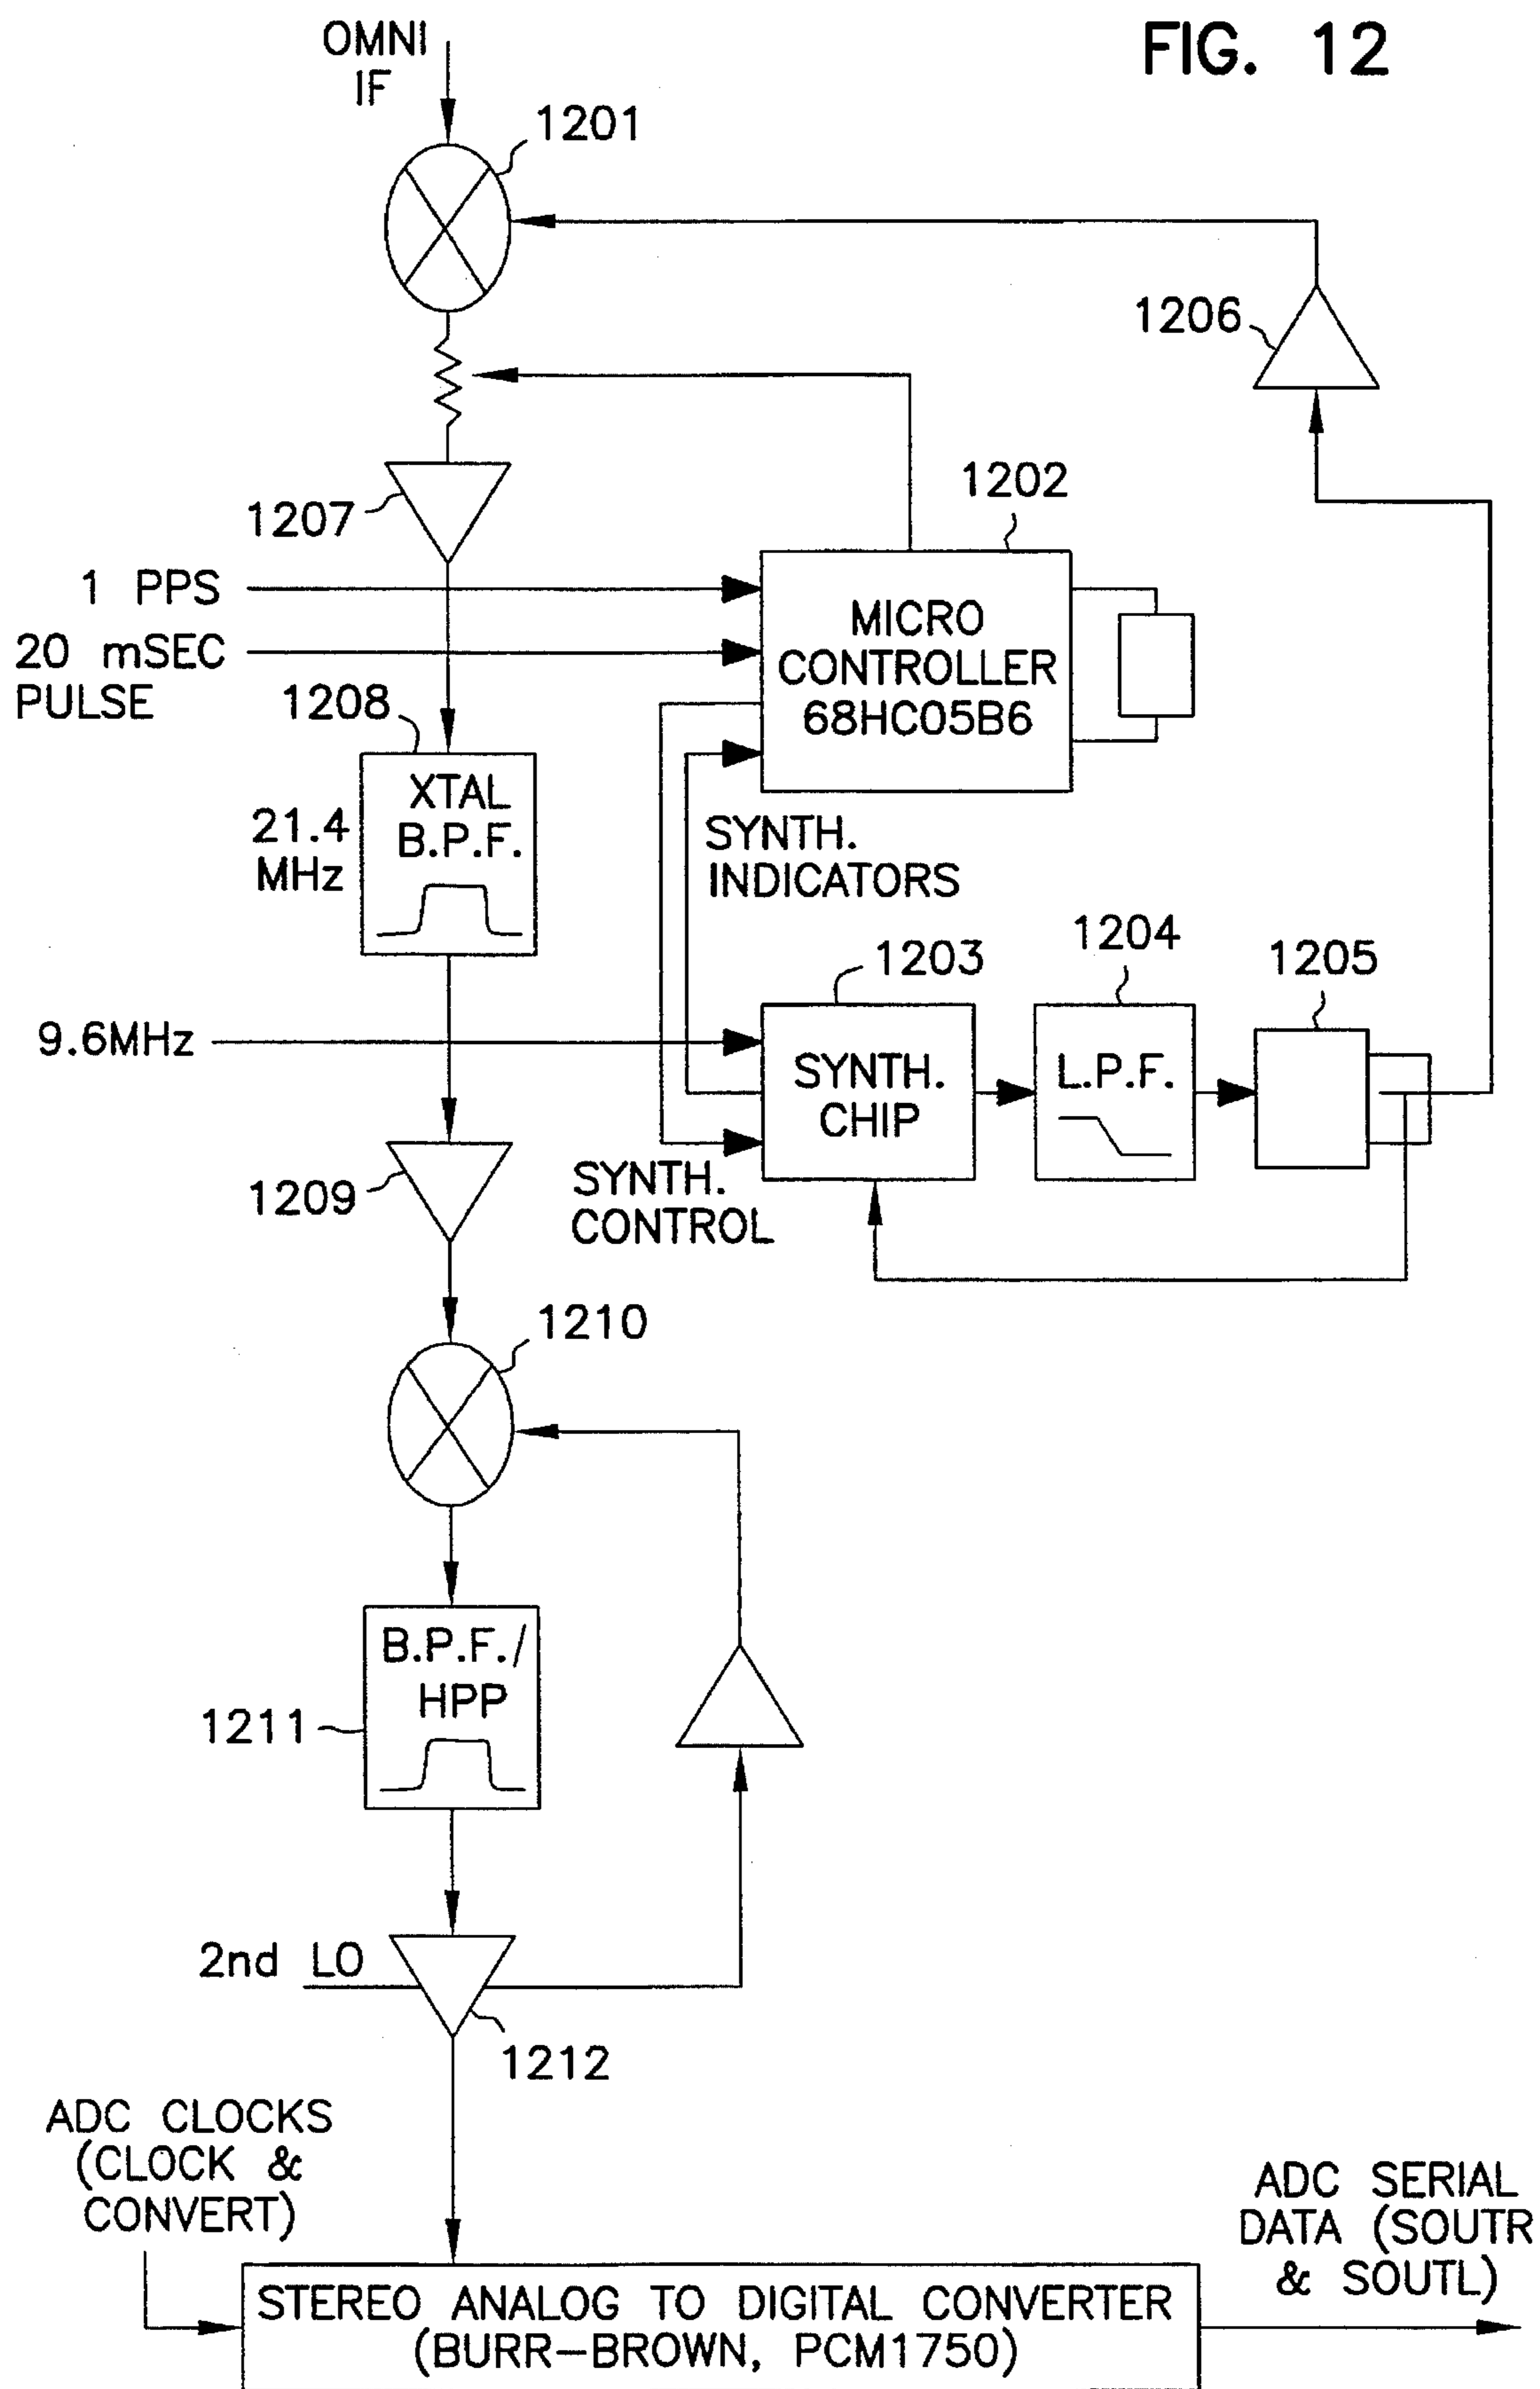 FIG. 12
OMNI
IF
1201
1206
1202
1207
1 PPS
20 mSEC
PULSE
MICRO
CONTROLLER
68HC05B6
1208
XTAL
B.P.F.
21.4
MHz
SYNTH.
INDICATORS
1203
1204
1205
9.6MHz
SYNTH.
CHIP
L.P.F.
1209
SYNTH.
CONTROL
1210
B.P.F./
HPP
1211
2nd LO
1212
ADC CLOCKS
(CLOCK &
CONVERT)
ADC SERIAL
DATA (SOUTR
& SOUTL)
STEREO ANALOG TO DIGITAL CONVERTER
(BURR-BROWN, PCM1750)